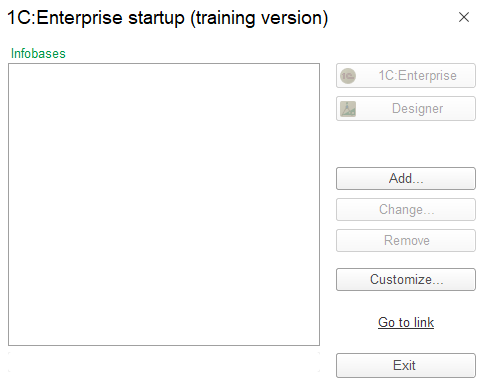 1C:Enterprise startup (training version)
Infobases
1C:Enterprise
Designer
Add...
Change...
Remove
Customize...
Go to link
Exit